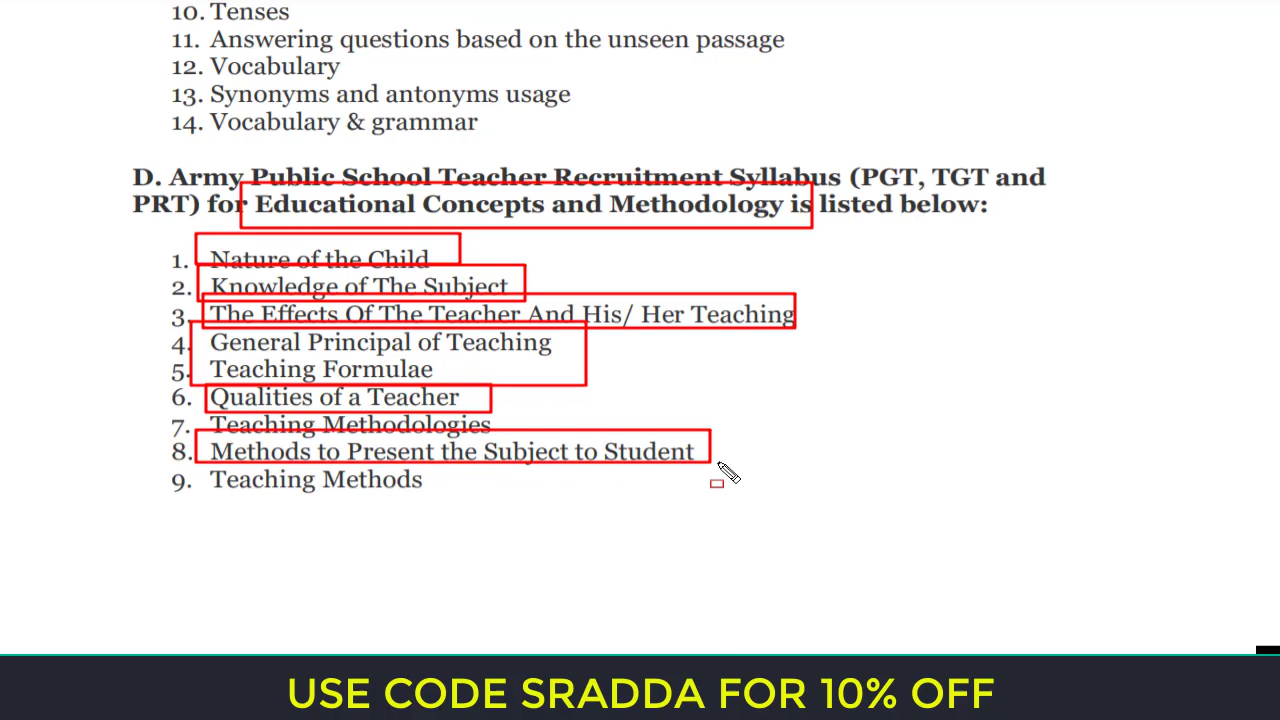 10. Tenses
11. Answering questions based on the unseen passage
12. Vocabulary
13. Synonyms and antonyms usage
14. Vocabulary & grammar
D. Army Public School Teacher Recruitment Syllabus (PGT, TGT and
PRT) for Educational Concepts and Methodology is listed below:
1. Nature of the Child
2. Knowledge of The Subject
3. The Effects Of The Teacher And His/ Her Teaching
4. General Principal of Teaching
5. Teaching Formulae
6. Qualities of a Teacher
7. Teaching Methodologies
8. Methods to Present the Subject to Student
9. Teaching Methods
USE CODE SRADDA FOR 10% OFF